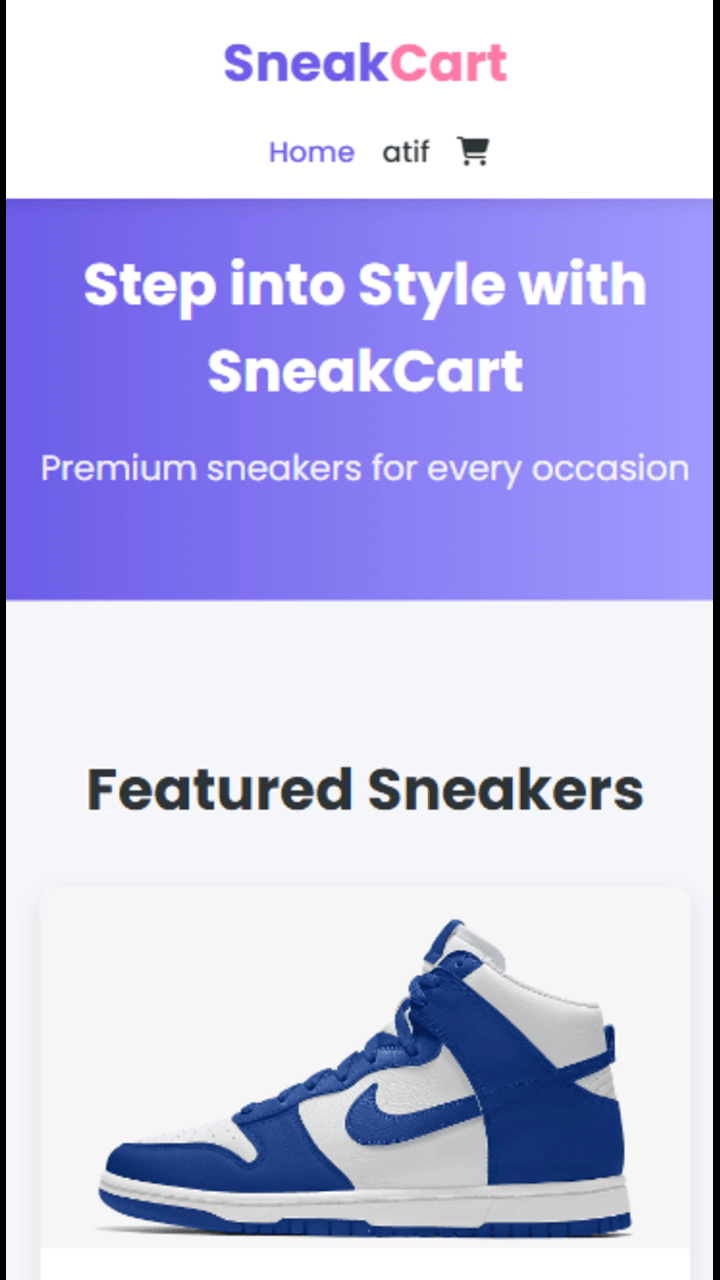 SneakCart
Home atif
Step into Style with
SneakCart
Premium sneakers for every occasion
Featured Sneakers